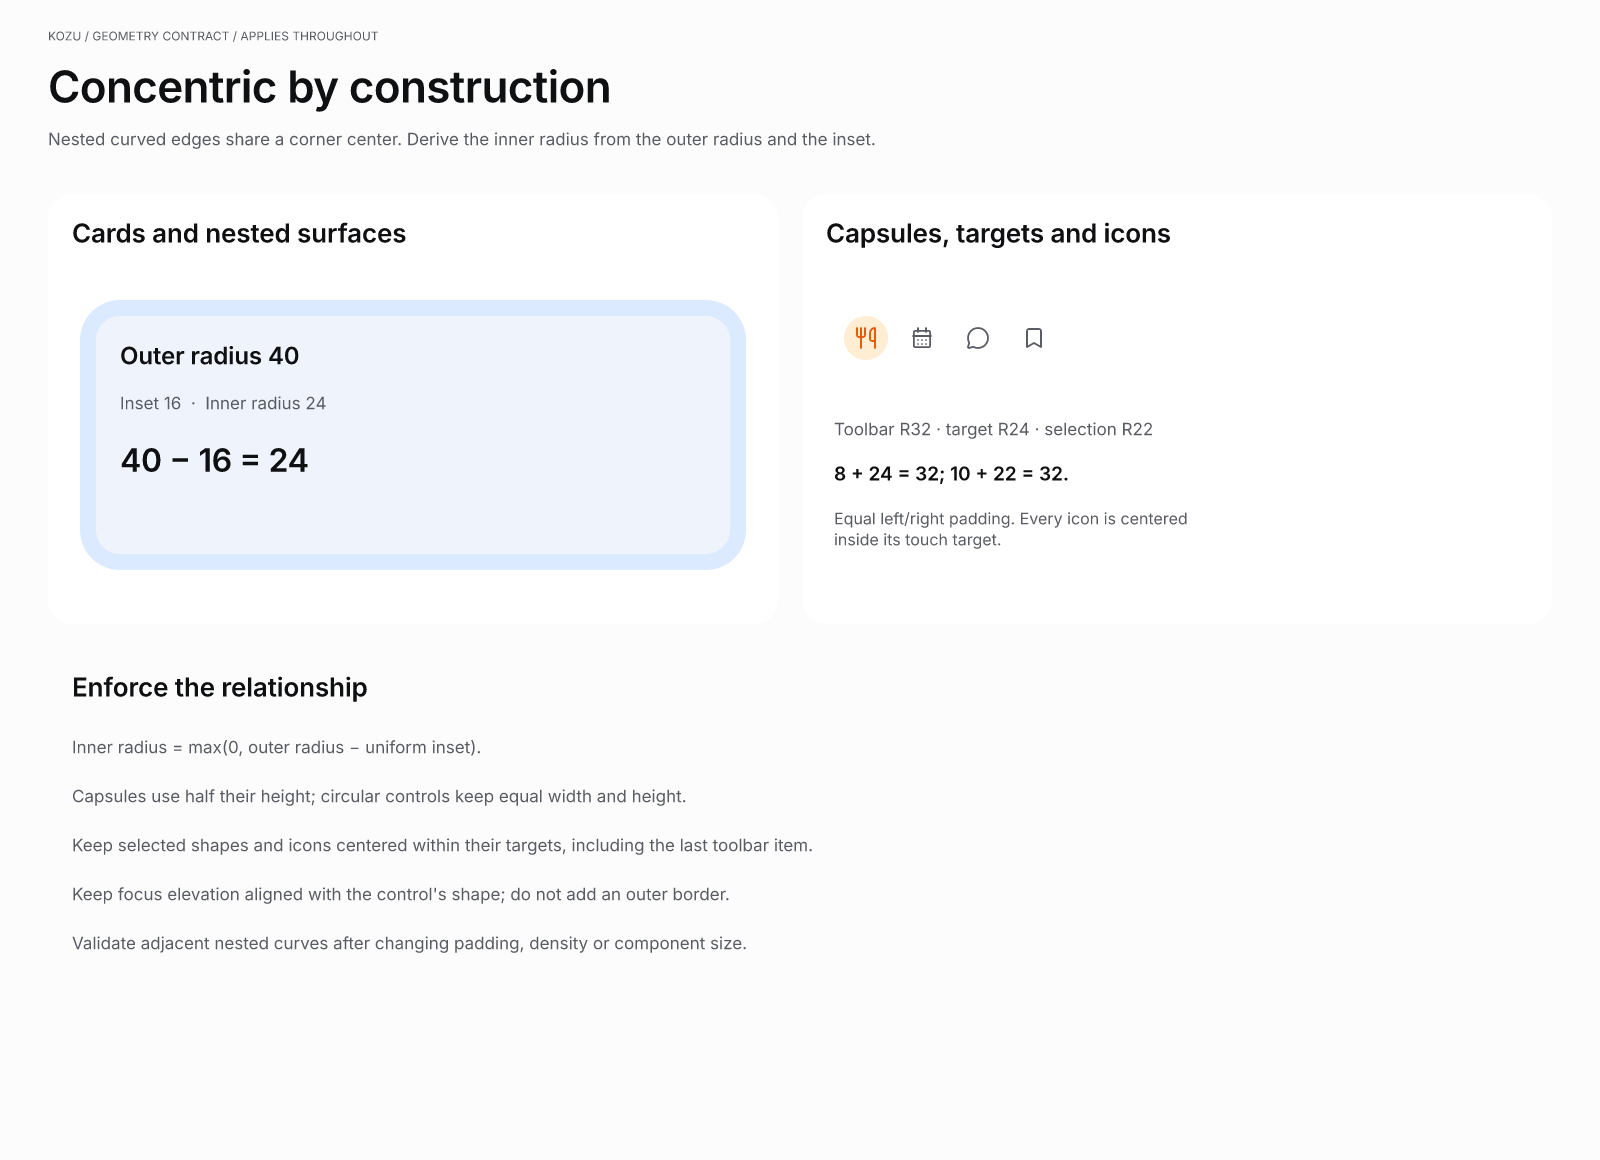 KOZU / GEOMETRY CONTRACT / APPLIES THROUGHOUT
Concentric by construction
Nested curved edges share a corner center. Derive the inner radius from the outer radius and the inset.
Cards and nested surfaces
Outer radius 40
Inset 16 · Inner radius 24
40 − 16 = 24
Capsules, targets and icons
Toolbar R32 · target R24 · selection R22
8 + 24 = 32; 10 + 22 = 32.
Equal left/right padding. Every icon is centered
inside its touch target.
Enforce the relationship
Inner radius = max(0, outer radius − uniform inset).
Capsules use half their height; circular controls keep equal width and height.
Keep selected shapes and icons centered within their targets, including the last toolbar item.
Keep focus elevation aligned with the control's shape; do not add an outer border.
Validate adjacent nested curves after changing padding, density or component size.